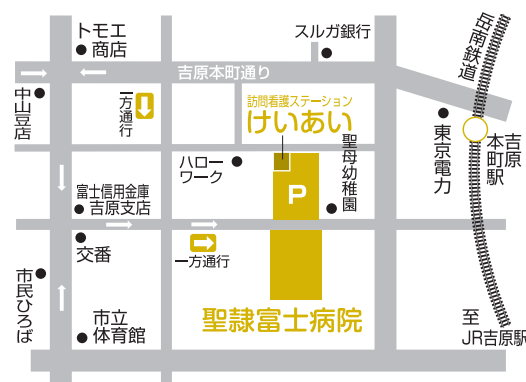 トモエ
商店
スルガ銀行
岳南鉄道
吉原本町通り
中山豆店
一方
通行
訪問看護ステーション
けいあい
聖母幼稚園
東京電力
吉原
本町駅
ハロー
ワーク
P
富士信用金庫
吉原支店
交番
一方通行
市民ひろば
市立
体育館
聖隷富士病院
至
JR吉原駅